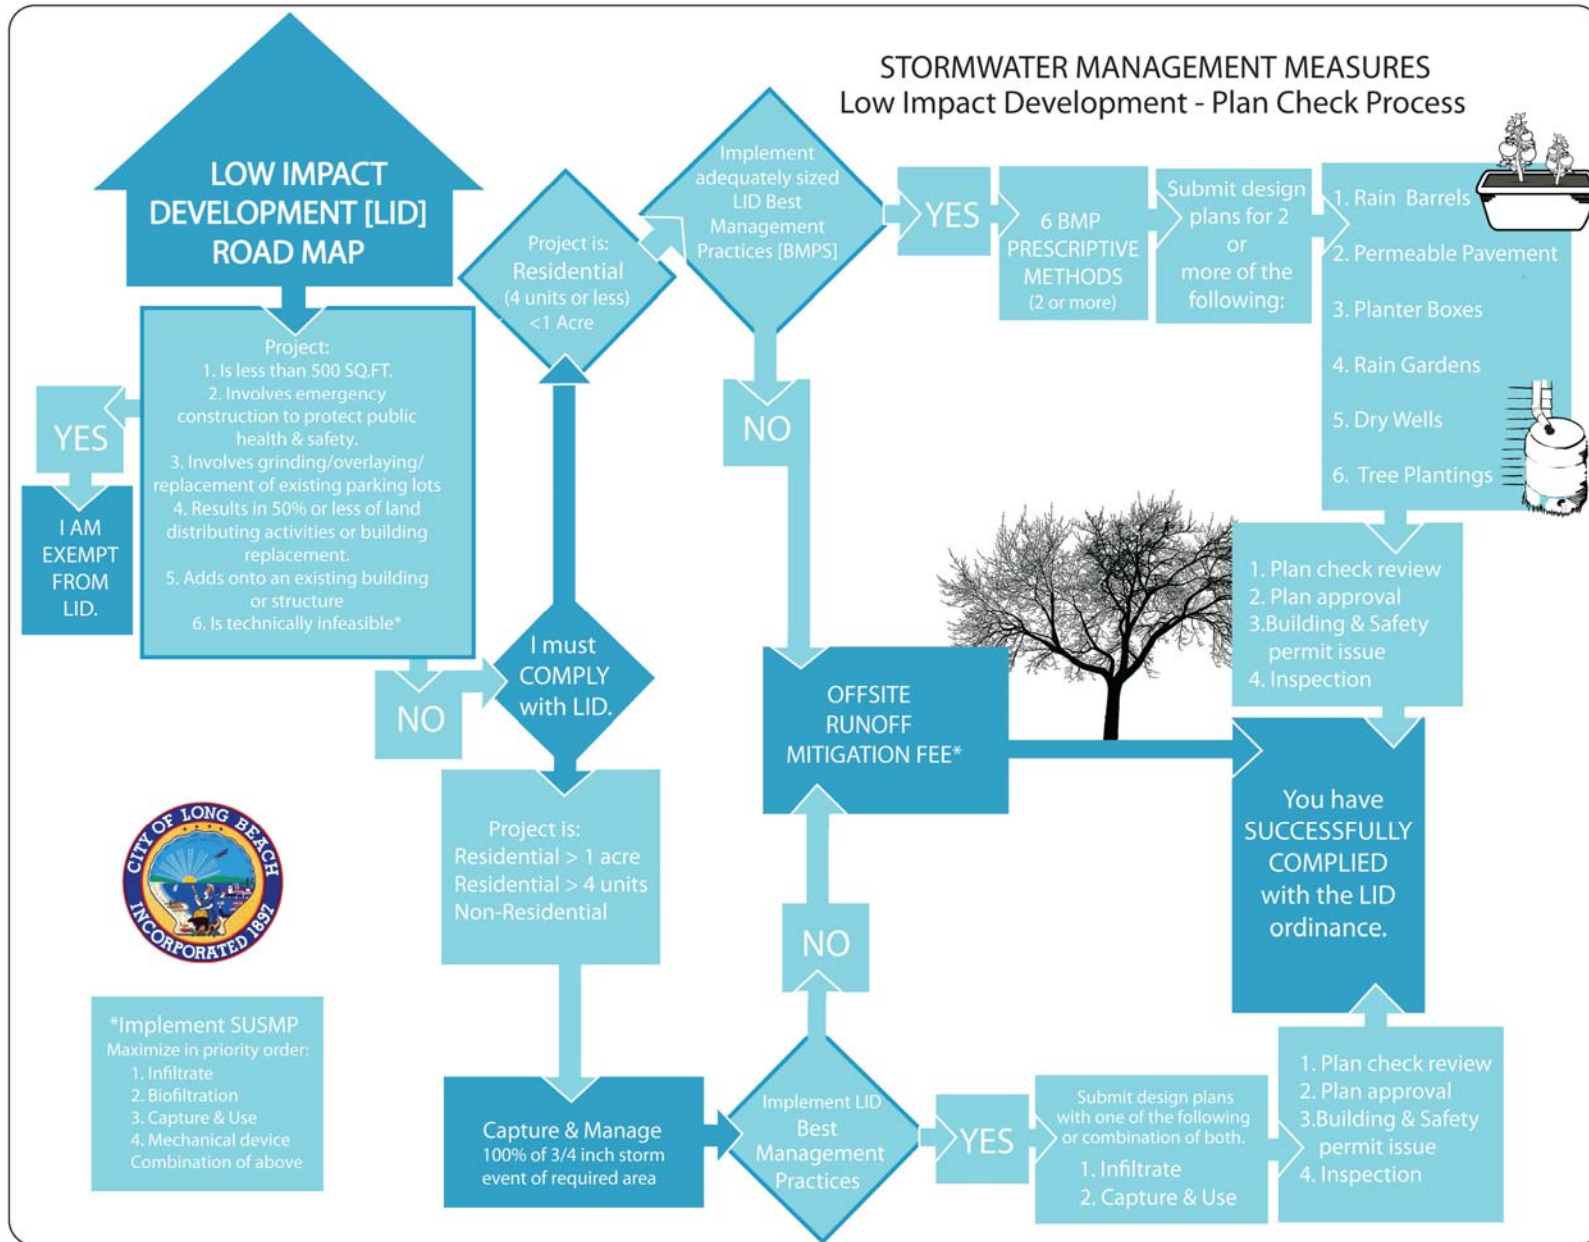 STORMWATER MANAGEMENT MEASURES
Low Impact Development - Plan Check Process
LOW IMPACT
DEVELOPMENT [LID]
ROAD MAP
Project:
1. Is less than 500 SQ.FT.
2. Involves emergency
construction to protect public
health & safety.
3. Involves grinding/overlaying/
replacement of existing parking lots
4. Results in 50% or less of land
distributing activities or building
replacement.
5. Adds onto an existing building
or structure
6. Is technically infeasible*
YES
I AM
EXEMPT
FROM
LID.
NO
I must
COMPLY
with LID.
Project is:
Residential
(4 units or less)
<1 Acre
Implement
adequately sized
LID Best
Management
Practices [BMPS]
YES
6 BMP
PRESCRIPTIVE
METHODS
(2 or more)
Submit design
plans for 2
or
more of the
following:
1. Rain Barrels
2. Permeable Pavement
3. Planter Boxes
4. Rain Gardens
5. Dry Wells
6. Tree Plantings
1. Plan check review
2. Plan approval
3.Building & Safety
permit issue
4. Inspection
NO
OFFSITE
RUNOFF
MITIGATION FEE*
You have
SUCCESSFULLY
COMPLIED
with the LID
ordinance.
Project is:
Residential > 1 acre
Residential > 4 units
Non-Residential
Capture & Manage
100% of 3/4 inch storm
event of required area
Implement LID
Best
Management
Practices
NO
YES
Submit design plans
with one of the following
or combination of both.
1. Infiltrate
2. Capture & Use
1. Plan check review
2. Plan approval
3.Building & Safety
permit issue
4. Inspection
CITY OF LONG BEACH
INCORPORATED 1897
*Implement SUSMP
Maximize in priority order:
1. Infiltrate
2. Biofiltration
3. Capture & Use
4. Mechanical device
Combination of above